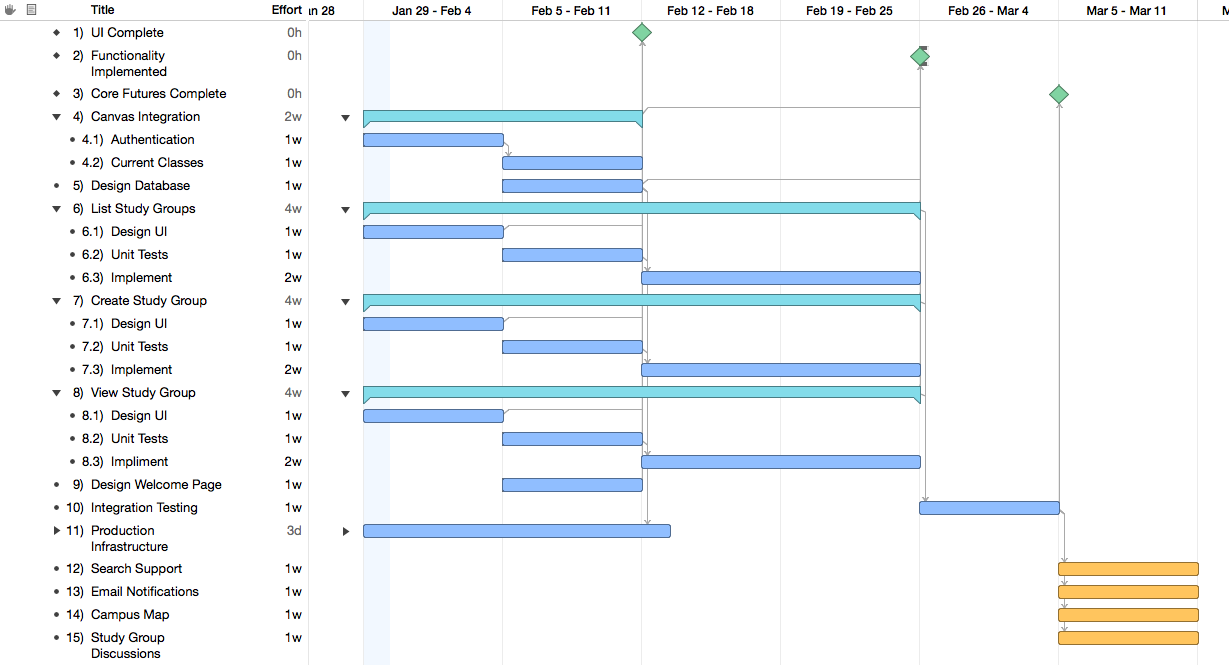 Title Effort an 28 Jan 29 - Feb 4 Feb 5 - Feb 11 Feb 12 - Feb 18 Feb 19 - Feb 25 Feb 26 - Mar 4 Mar 5 - Mar 11 M
1) UI Complete 0h
2) Functionality 0h
Implemented
3) Core Futures Complete 0h
4) Canvas Integration 2w
4.1) Authentication 1w
4.2) Current Classes 1w
5) Design Database 1w
6) List Study Groups 4w
6.1) Design UI 1w
6.2) Unit Tests 1w
6.3) Implement 2w
7) Create Study Group 4w
7.1) Design UI 1w
7.2) Unit Tests 1w
7.3) Implement 2w
8) View Study Group 4w
8.1) Design UI 1w
8.2) Unit Tests 1w
8.3) Impliment 2w
9) Design Welcome Page 1w
10) Integration Testing 1w
11) Production 3d
Infrastructure
12) Search Support 1w
13) Email Notifications 1w
14) Campus Map 1w
15) Study Group 1w
Discussions